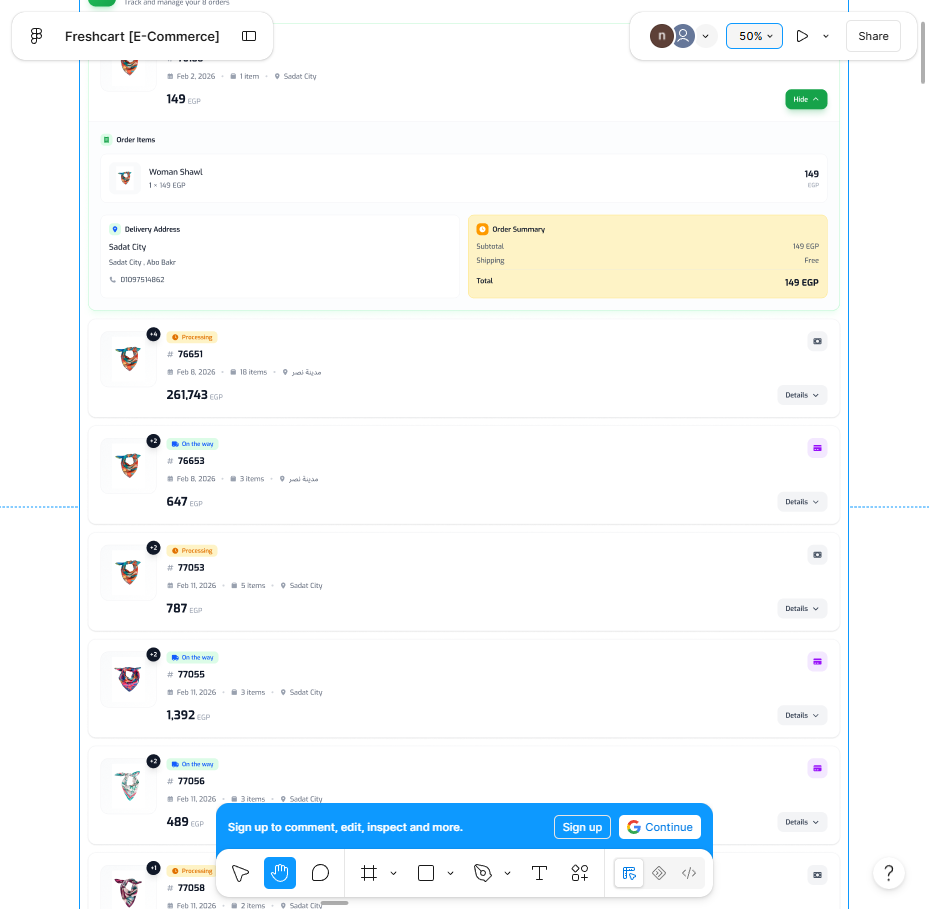 Track and manage your 8 orders
Freshcart [E-Commerce]
n
50%
Share
Feb 2, 2026 • 1 item • Sadat City
149 EGP
Hide
Order Items
Woman Shawl
1 × 149 EGP
149
EGP
Delivery Address
Sadat City
Sadat City , Abo Bakr
01097514862
Order Summary
Subtotal 149 EGP
Shipping Free
Total 149 EGP
+4
Processing
# 76651
Feb 8, 2026 • 18 items • مدينة نصر
261,743 EGP
Details
+2
On the way
# 76653
Feb 8, 2026 • 3 items • مدينة نصر
647 EGP
Details
+2
Processing
# 77053
Feb 11, 2026 • 5 items • Sadat City
787 EGP
Details
+2
On the way
# 77055
Feb 11, 2026 • 3 items • Sadat City
1,392 EGP
Details
+2
On the way
# 77056
Feb 11, 2026 • 3 items • Sadat City
489 EGP
Details
Sign up to comment, edit, inspect and more.
Sign up
Continue
+1
Processing
# 77058
Feb 11, 2026 • 2 items • Sadat City
?